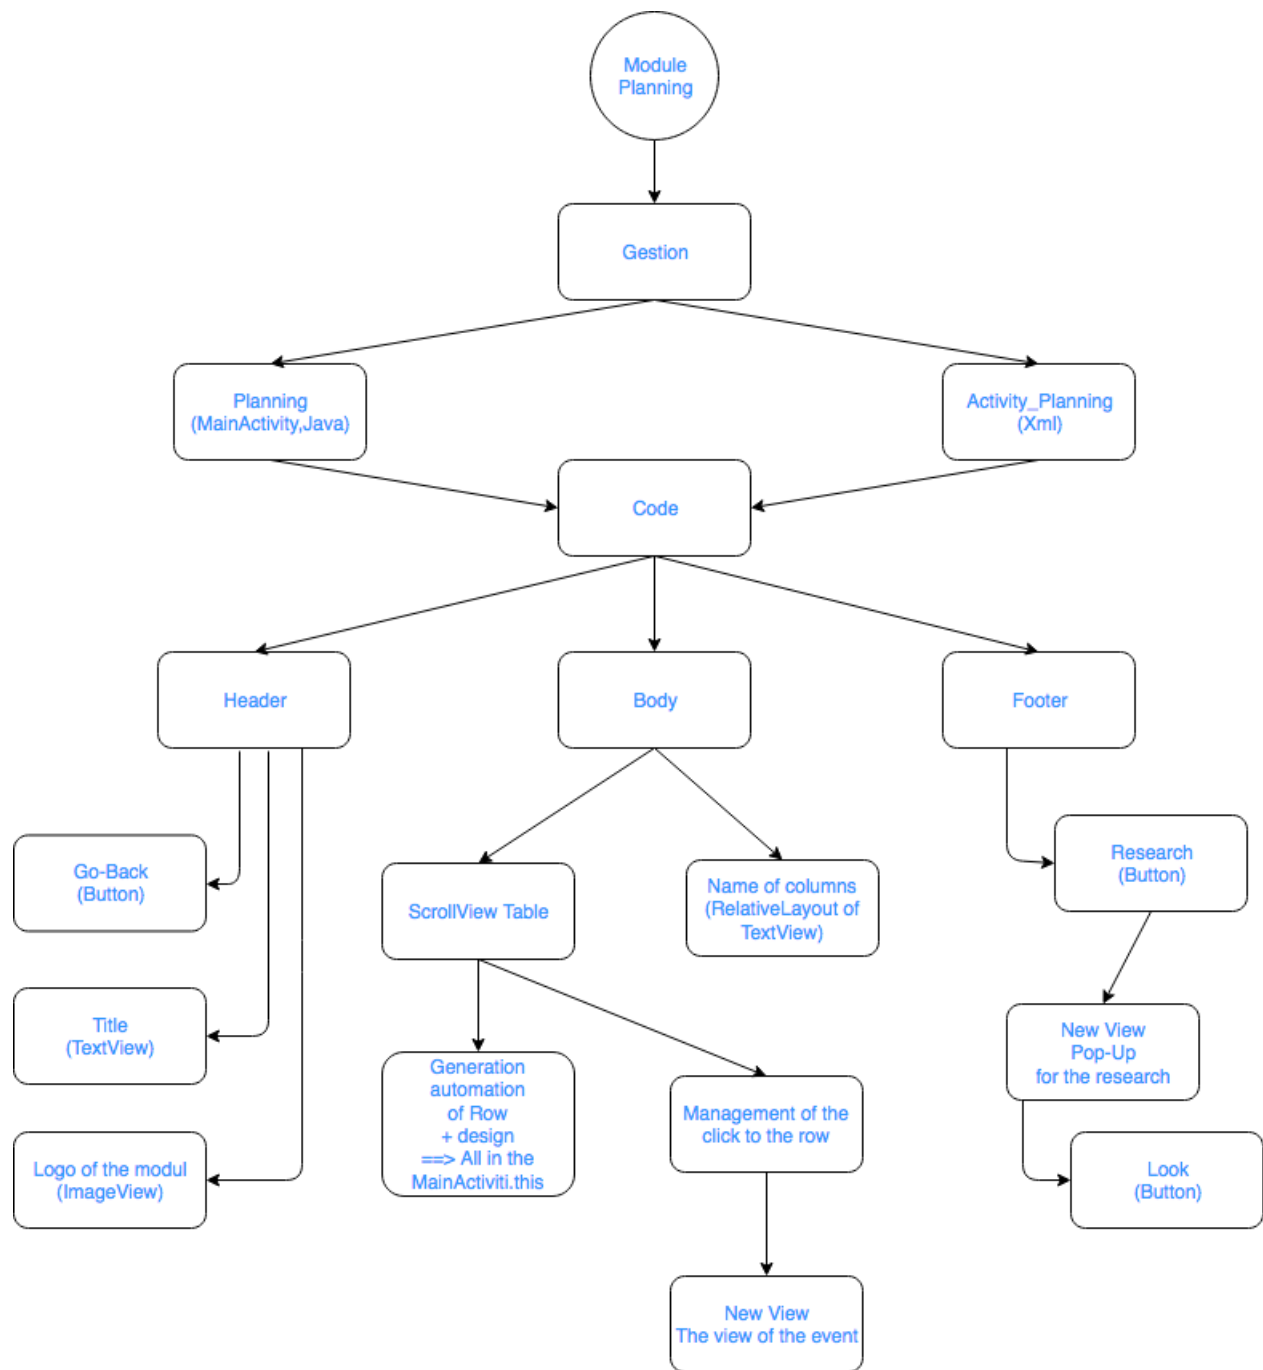 Module
Planning
Gestion
Planning
(MainActivity,Java)
Activity_Planning
(Xml)
Code
Header
Body
Footer
Go-Back
(Button)
ScrollView Table
Name of columns
(RelativeLayout of
TextView)
Research
(Button)
Title
(TextView)
Generation
automation
of Row
+ design
==> All in the
MainActiviti.this
Management of the
click to the row
New View
Pop-Up
for the research
Logo of the modul
(ImageView)
Look
(Button)
New View
The view of the event